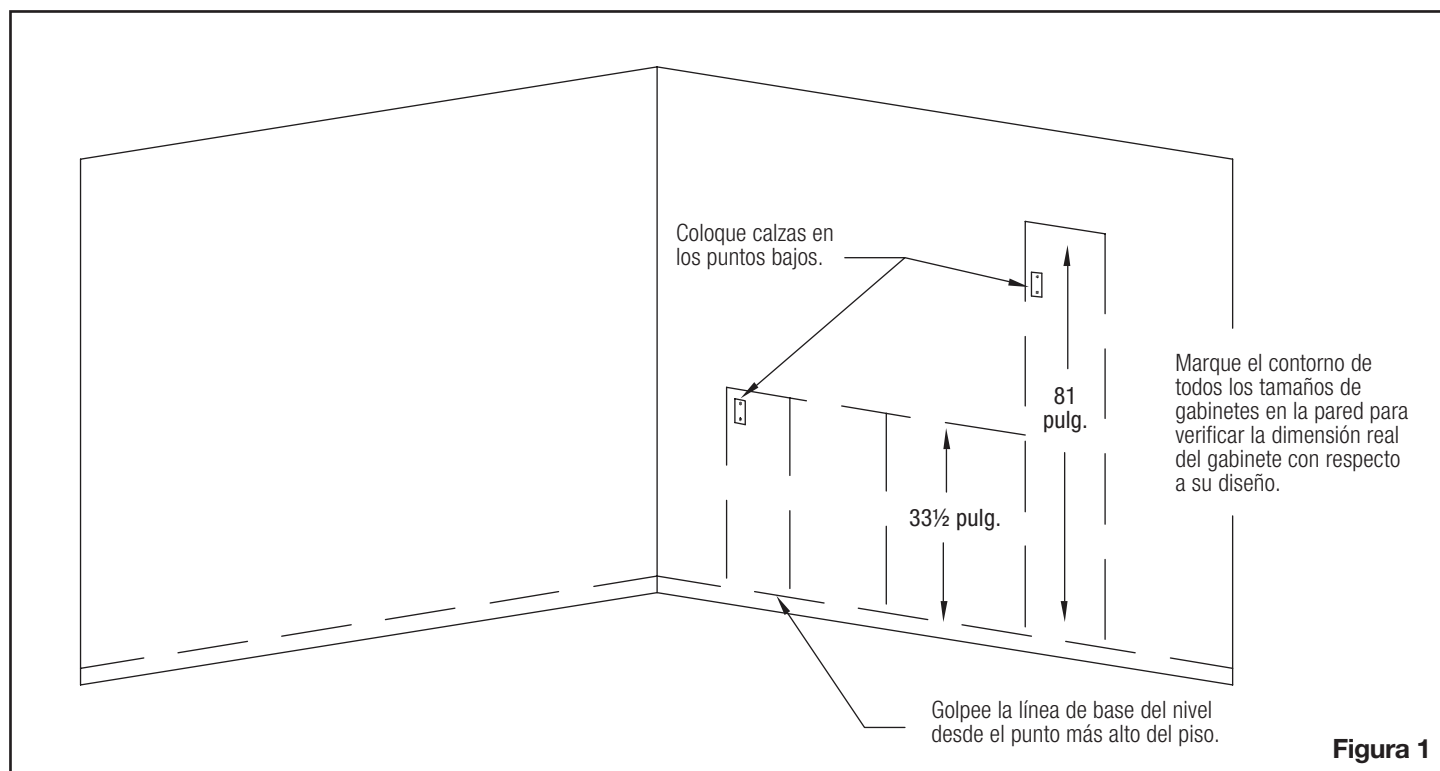 Coloque calzas en
los puntos bajos.
81
pulg.
Marque el contorno de
todos los tamaños de
gabinetes en la pared para
verificar la dimensión real
del gabinete con respecto
a su diseño.
33½ pulg.
Golpee la línea de base del nivel
desde el punto más alto del piso.
Figura 1